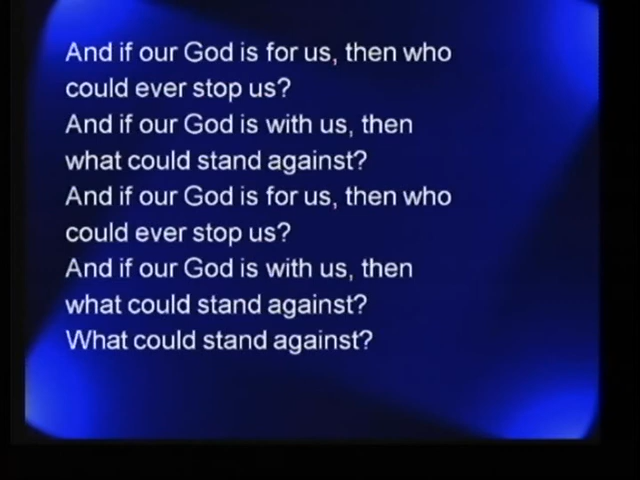 And if our God is for us, then who
could ever stop us?
And if our God is with us, then
what could stand against?
And if our God is for us, then who
could ever stop us?
And if our God is with us, then
what could stand against?
What could stand against?